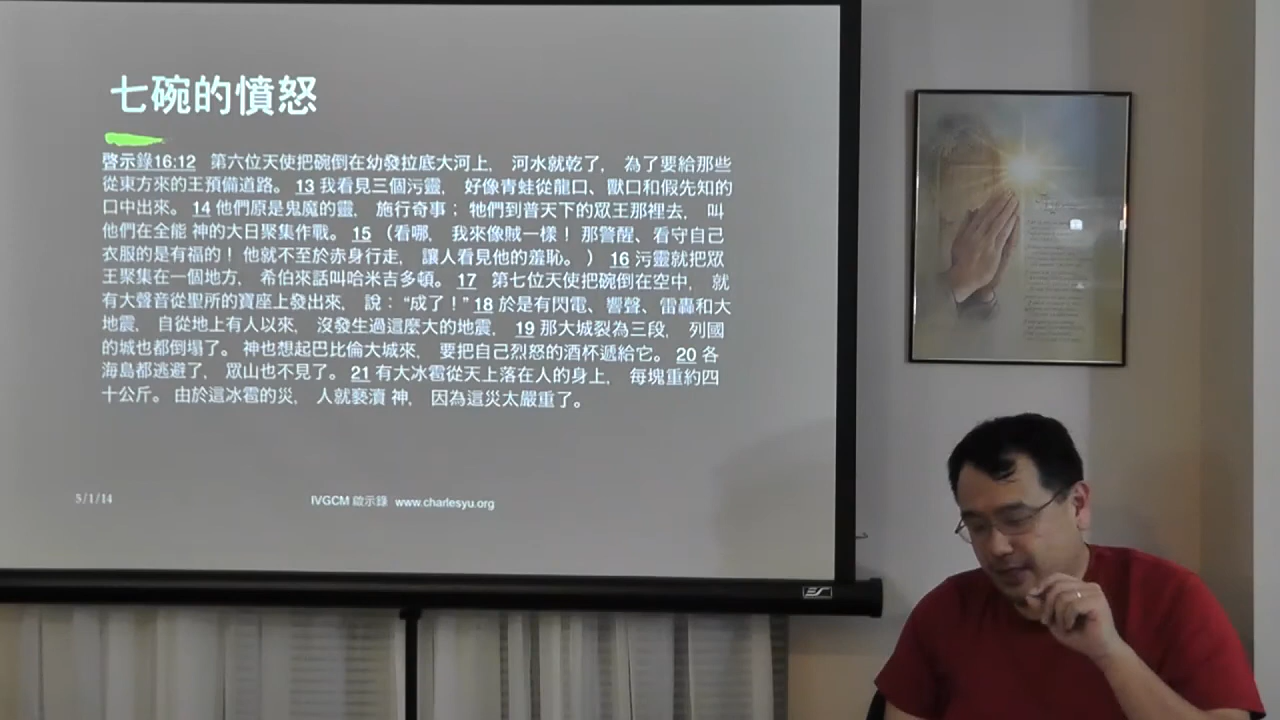 七碗的憤怒
啓示錄16:12 第六位天使把碗倒在幼發拉底大河上， 河水就乾了， 為了要給那些
從東方來的王預備道路。 13 我看見三個污靈， 好像青蛙從龍口、獸口和假先知的
口中出來。 14 他們原是鬼魔的靈， 施行奇事； 牠們到普天下的眾王那裡去， 叫
他們在全能 神的大日聚集作戰。 15 （看哪， 我來像賊一樣！ 那警醒、看守自己
衣服的是有福的！ 他就不至於赤身行走， 讓人看見他的羞恥。 ） 16 污靈就把眾
王聚集在一個地方， 希伯來話叫哈米吉多頓。 17 第七位天使把碗倒在空中， 就
有大聲音從聖所的寶座上發出來， 說： “成了！” 18 於是有閃電、響聲、雷轟和大
地震， 自從地上有人以來， 沒發生過這麼大的地震， 19 那大城裂為三段， 列國
的城也都倒塌了。 神也想起巴比倫大城來， 要把自己烈怒的酒杯遞給它。 20 各
海島都逃避了， 眾山也不見了。 21 有大冰雹從天上落在人的身上， 每塊重約四
十公斤。 由於這冰雹的災， 人就褻瀆 神， 因為這災太嚴重了。
5/1/14
IVGCM 啟示錄 www.charlesyu.org